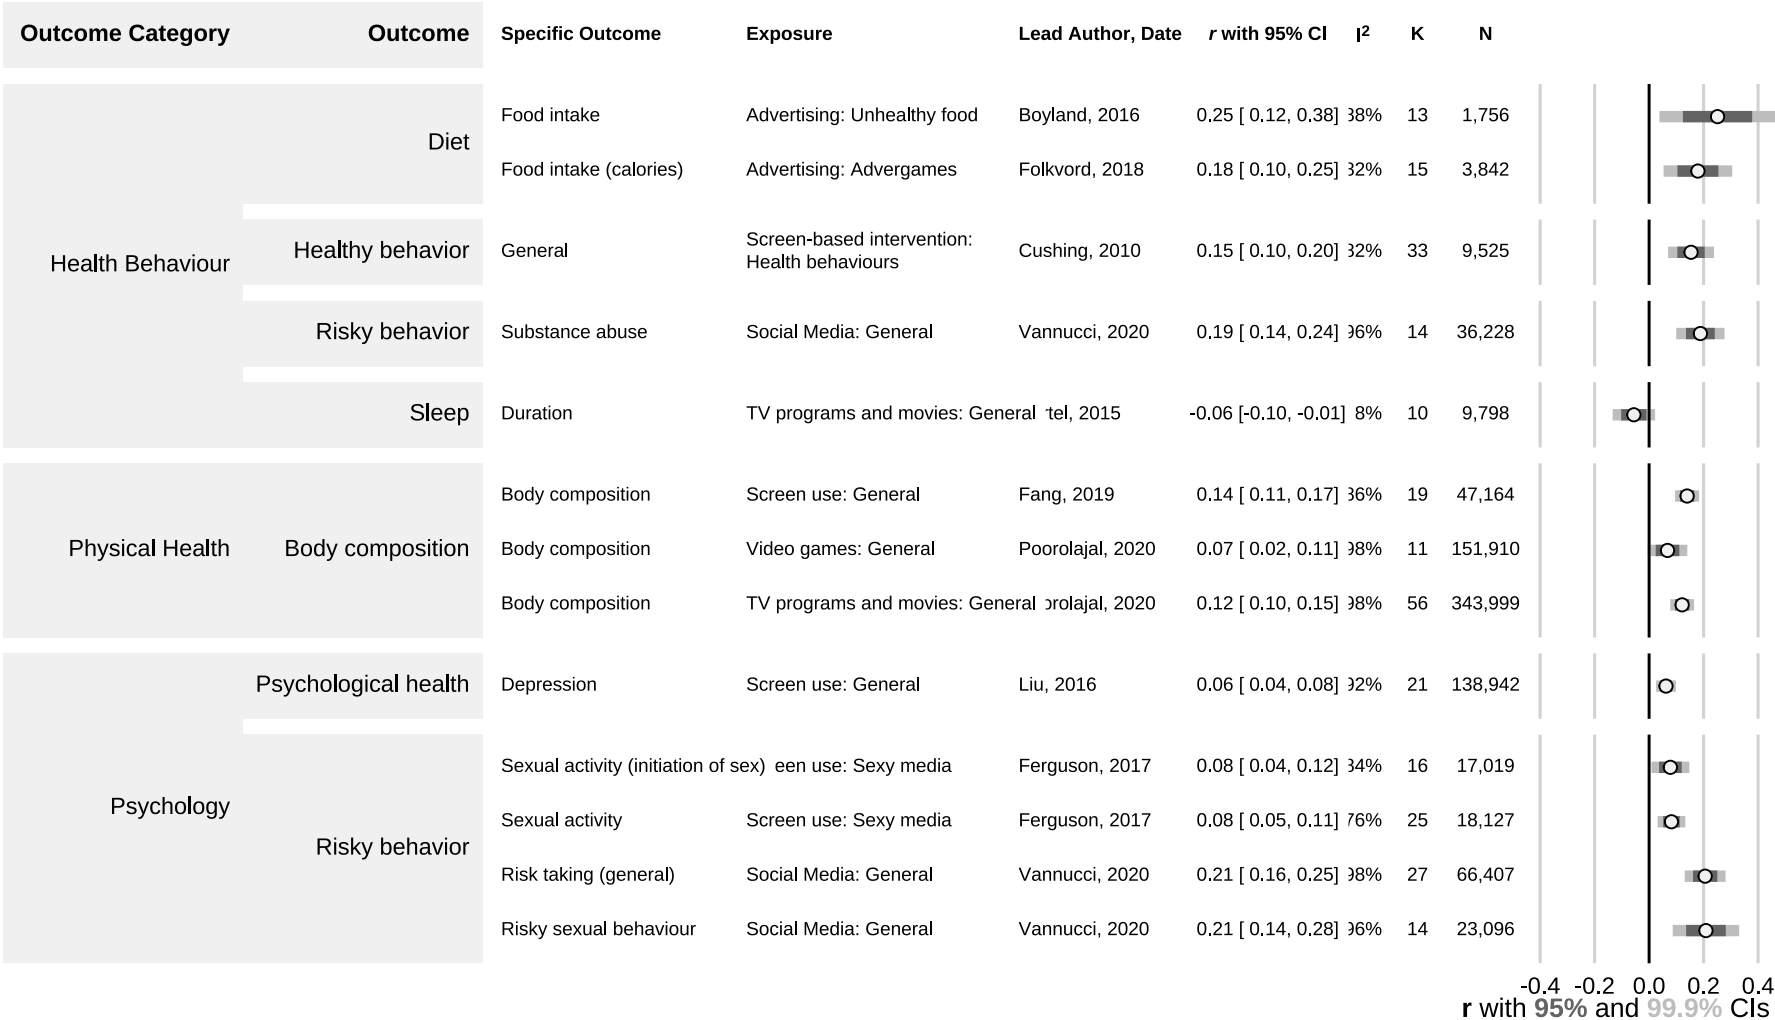 Outcome Category Outcome Specific Outcome Exposure Lead Author, Date r with 95% CI I² K N
Food intake Advertising: Unhealthy food Boyland, 2016 0.25 [ 0.12, 0.38] 13 1,756
Diet
Food intake (calories) Advertising: Advergames Folkvord, 2018 0.18 [ 0.10, 0.25] 15 3,842
Health Behaviour
Healthy behavior General Screen-based intervention:
Health behaviours Cushing, 2010 0.15 [ 0.10, 0.20] 33 9,525
Risky behavior Substance abuse Social Media: General Vannucci, 2020 0.19 [ 0.14, 0.24] 14 36,228
Sleep Duration TV programs and movies: General 2015 -0.06 [-0.10, -0.01] 10 9,798
Body composition Screen use: General Fang, 2019 0.14 [ 0.11, 0.17] 19 47,164
Physical Health Body composition Body composition Video games: General Poorolajal, 2020 0.07 [ 0.02, 0.11] 11 151,910
Body composition TV programs and movies: General 2020 0.12 [ 0.10, 0.15] 56 343,999
Psychological health Depression Screen use: General Liu, 2016 0.06 [ 0.04, 0.08] 21 138,942
Psychology
Sexual activity (initiation of sex) een use: Sexy media Ferguson, 2017 0.08 [ 0.04, 0.12] 16 17,019
Sexual activity Screen use: Sexy media Ferguson, 2017 0.08 [ 0.05, 0.11] 76% 25 18,127
Risky behavior
Risk taking (general) Social Media: General Vannucci, 2020 0.21 [ 0.16, 0.25] 27 66,407
Risky sexual behaviour Social Media: General Vannucci, 2020 0.21 [ 0.14, 0.28] 14 23,096
-0.4 -0.2 0.0 0.2 0.4
r with 95% and 99.9% CIs